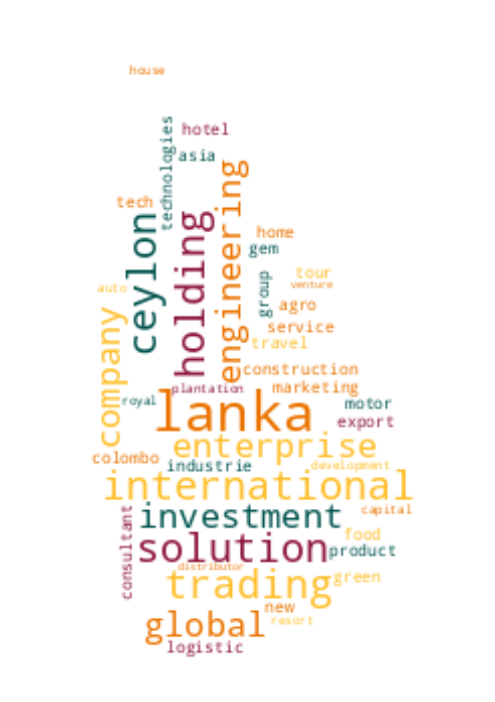 house
technologies
hotel
asia
engineering
tech
holding
ceylon
home
gem
group
tour
venture
auto
agro
company
service
travel
construction
plantation
marketing
lanka
royal
motor
export
enterprise
colombo
industrie
development
international
consultant
investment
capital
solution
food
product
distributor
trading
green
new
global
resort
logistic